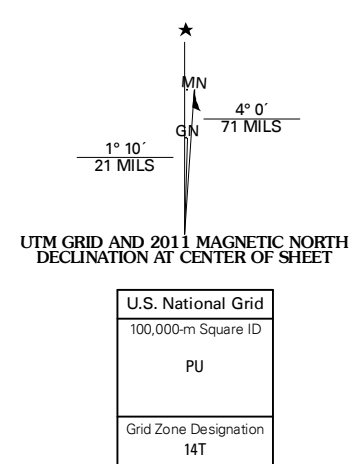 ★
MN
GN
4° 0´
71 MILS
1° 10´
21 MILS
UTM GRID AND 2011 MAGNETIC NORTH
DECLINATION AT CENTER OF SHEET
U.S. National Grid
100,000-m Square ID
PU
Grid Zone Designation
14T